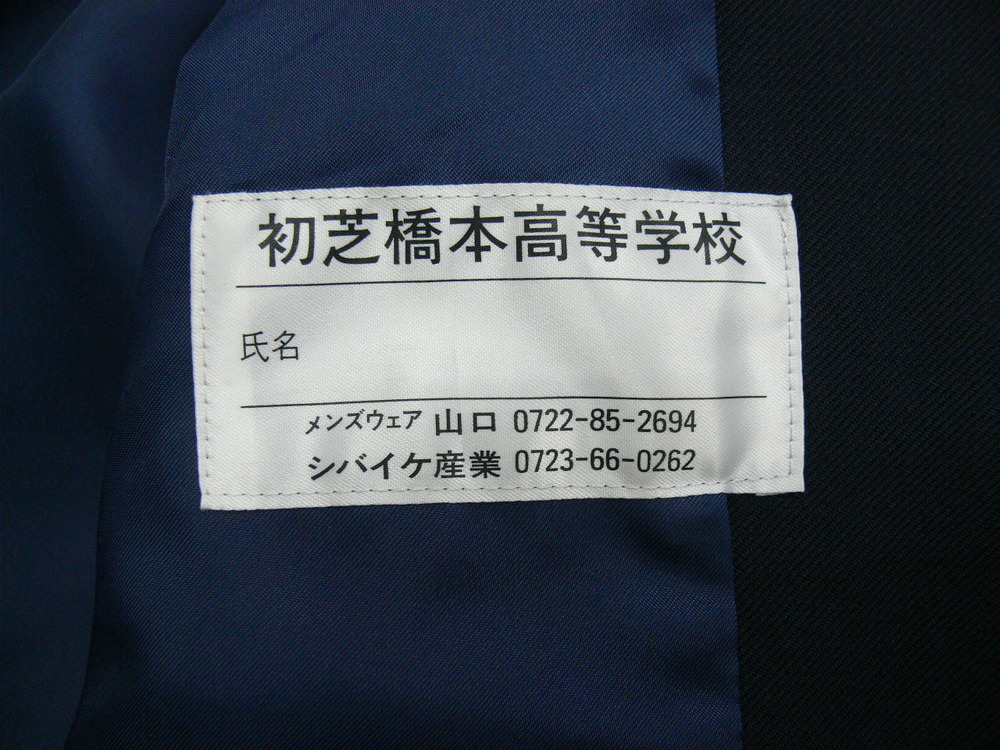 初芝橋本高等学校
氏名
メンズウェア 山口 0722-85-2694
シバイケ産業 0723-66-0262